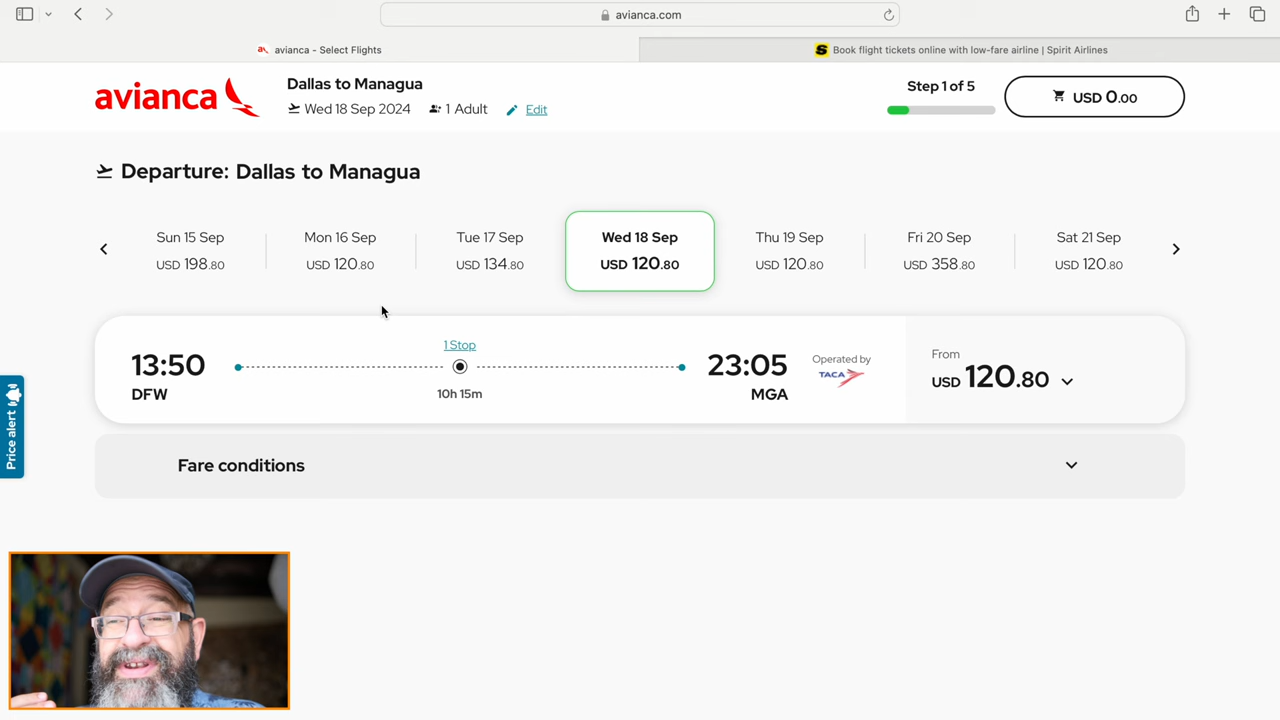 avianca.com
avianca - Select Flights
S Book flight tickets online with low-fare airline | Spirit Airlines
avianca
Dallas to Managua
Wed 18 Sep 2024 1 Adult Edit
Step 1 of 5
USD 0.00
Departure: Dallas to Managua
Sun 15 Sep
USD 198.80
Mon 16 Sep
USD 120.80
Tue 17 Sep
USD 134.80
Wed 18 Sep
USD 120.80
Thu 19 Sep
USD 120.80
Fri 20 Sep
USD 358.80
Sat 21 Sep
USD 120.80
13:50
DFW
1 Stop
10h 15m
23:05
MGA
Operated by
TACA
From
USD 120.80
Price alert
Fare conditions